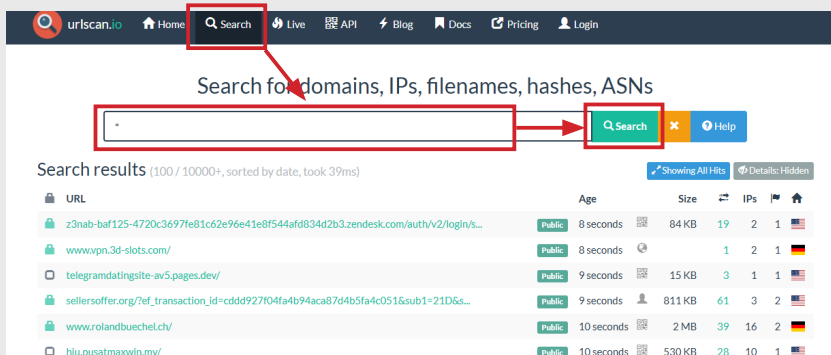 urlscan.io Home Search Live API Blog Docs Pricing Login
Search for domains, IPs, filenames, hashes, ASNs
* Search Help
Search results (100 / 10000+, sorted by date, took 39ms) Showing All Hits Details: Hidden
URL Age Size IPs
z3nab-baf125-4720c3697fe81c62e96e41e8f544afd834d2b3.zendesk.com/auth/v2/login/s... Public 8 seconds 84 KB 19 2 1
www.vpn.3d-slots.com/ Public 8 seconds 1 2 1
telegramdatingsite-av5.pages.dev/ Public 9 seconds 15 KB 3 1 1
sellersoffer.org/?ef_transaction_id=cddd927f04fa4b94aca87d4b5fa4c051&sub1=21D&s... Public 9 seconds 811 KB 61 3 2
www.rolandbuechel.ch/ Public 10 seconds 2 MB 39 16 2
hju.pusatmaxwin.my/ Public 10 seconds 530 KB 28 10 1